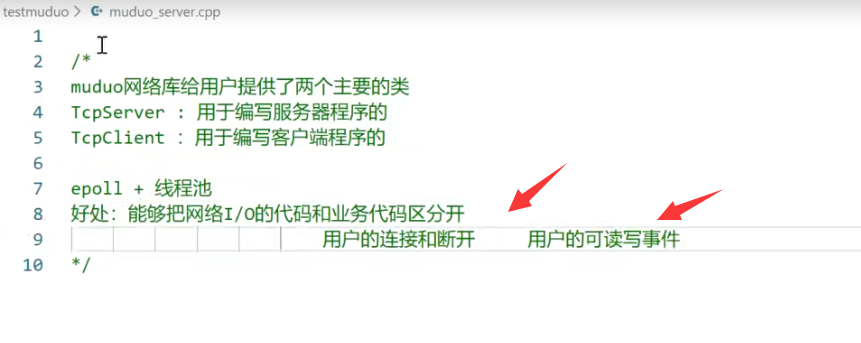 testmuduo > muduo_server.cpp
1
2 /*
3 muduo网络库给用户提供了两个主要的类
4 TcpServer : 用于编写服务器程序的
5 TcpClient : 用于编写客户端程序的
6
7 epoll + 线程池
8 好处：能够把网络I/O的代码和业务代码区分开
9 用户的连接和断开 用户的可读写事件
10 */